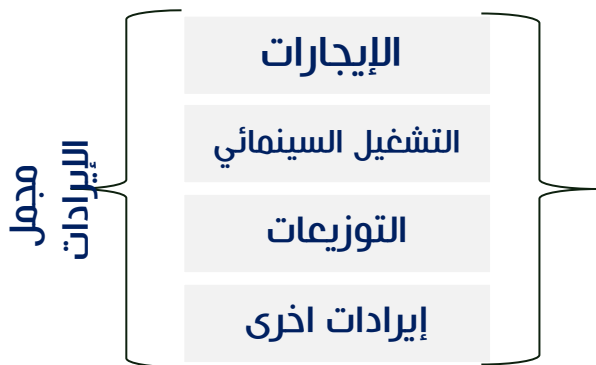 مجمل
الإيرادات
الإيجارات
التشغيل السينمائي
التوزيعات
إيرادات اخرى